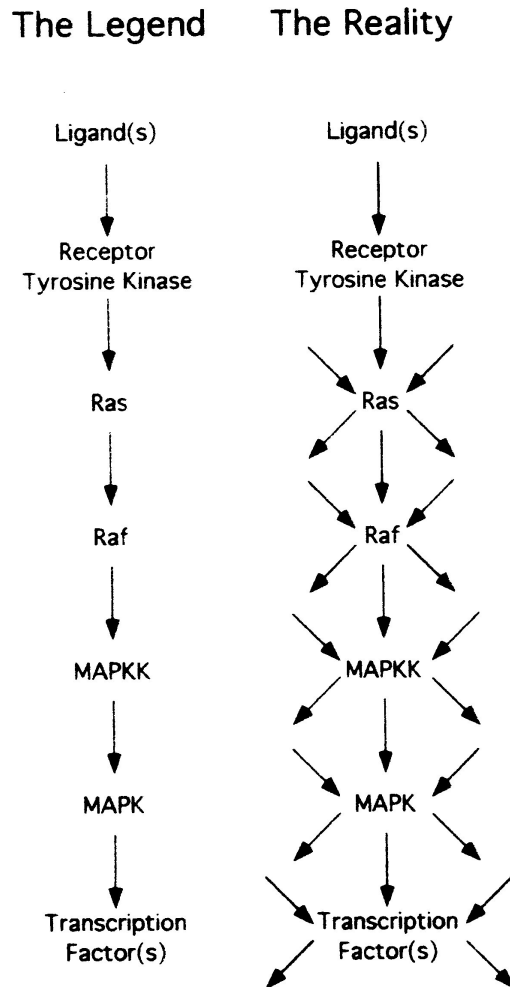 The Legend
The Reality
Ligand(s)
Ligand(s)
Receptor
Tyrosine Kinase
Receptor
Tyrosine Kinase
Ras
Ras
Raf
Raf
MAPKK
MAPKK
MAPK
MAPK
Transcription
Factor(s)
Transcription
Factor(s)